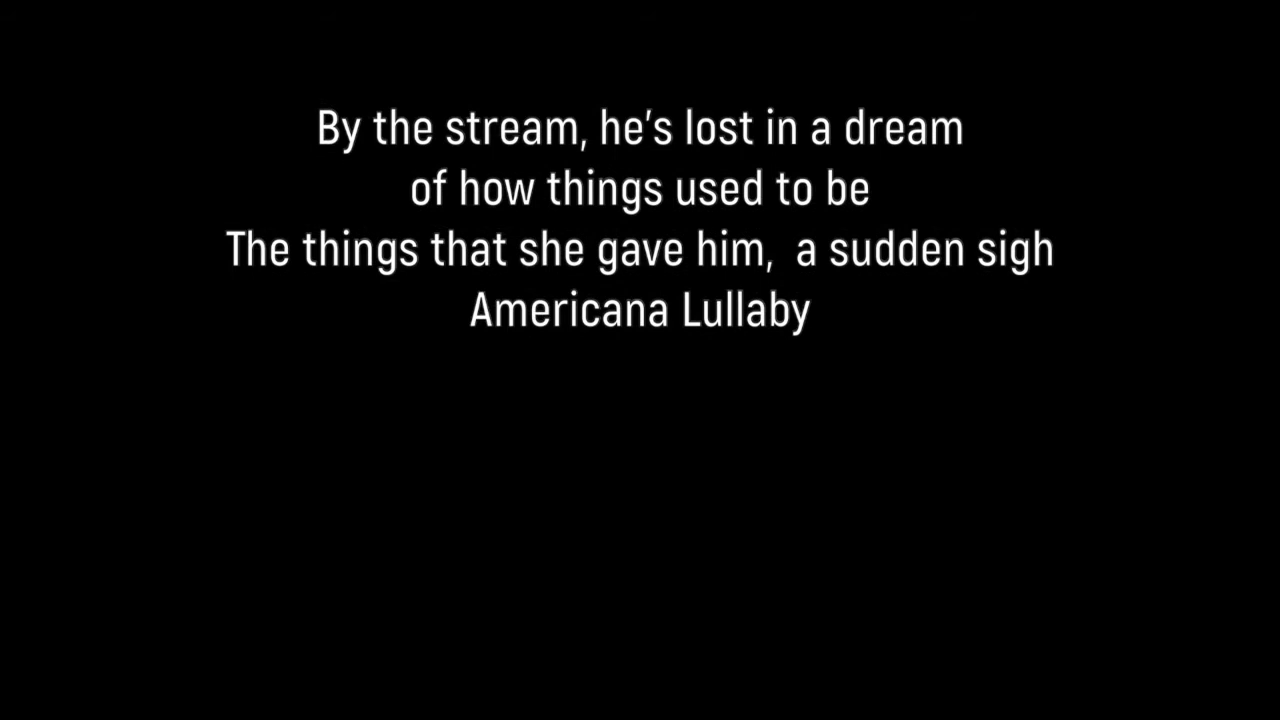 By the stream, he's lost in a dream
of how things used to be
The things that she gave him,  a sudden sigh
Americana Lullaby